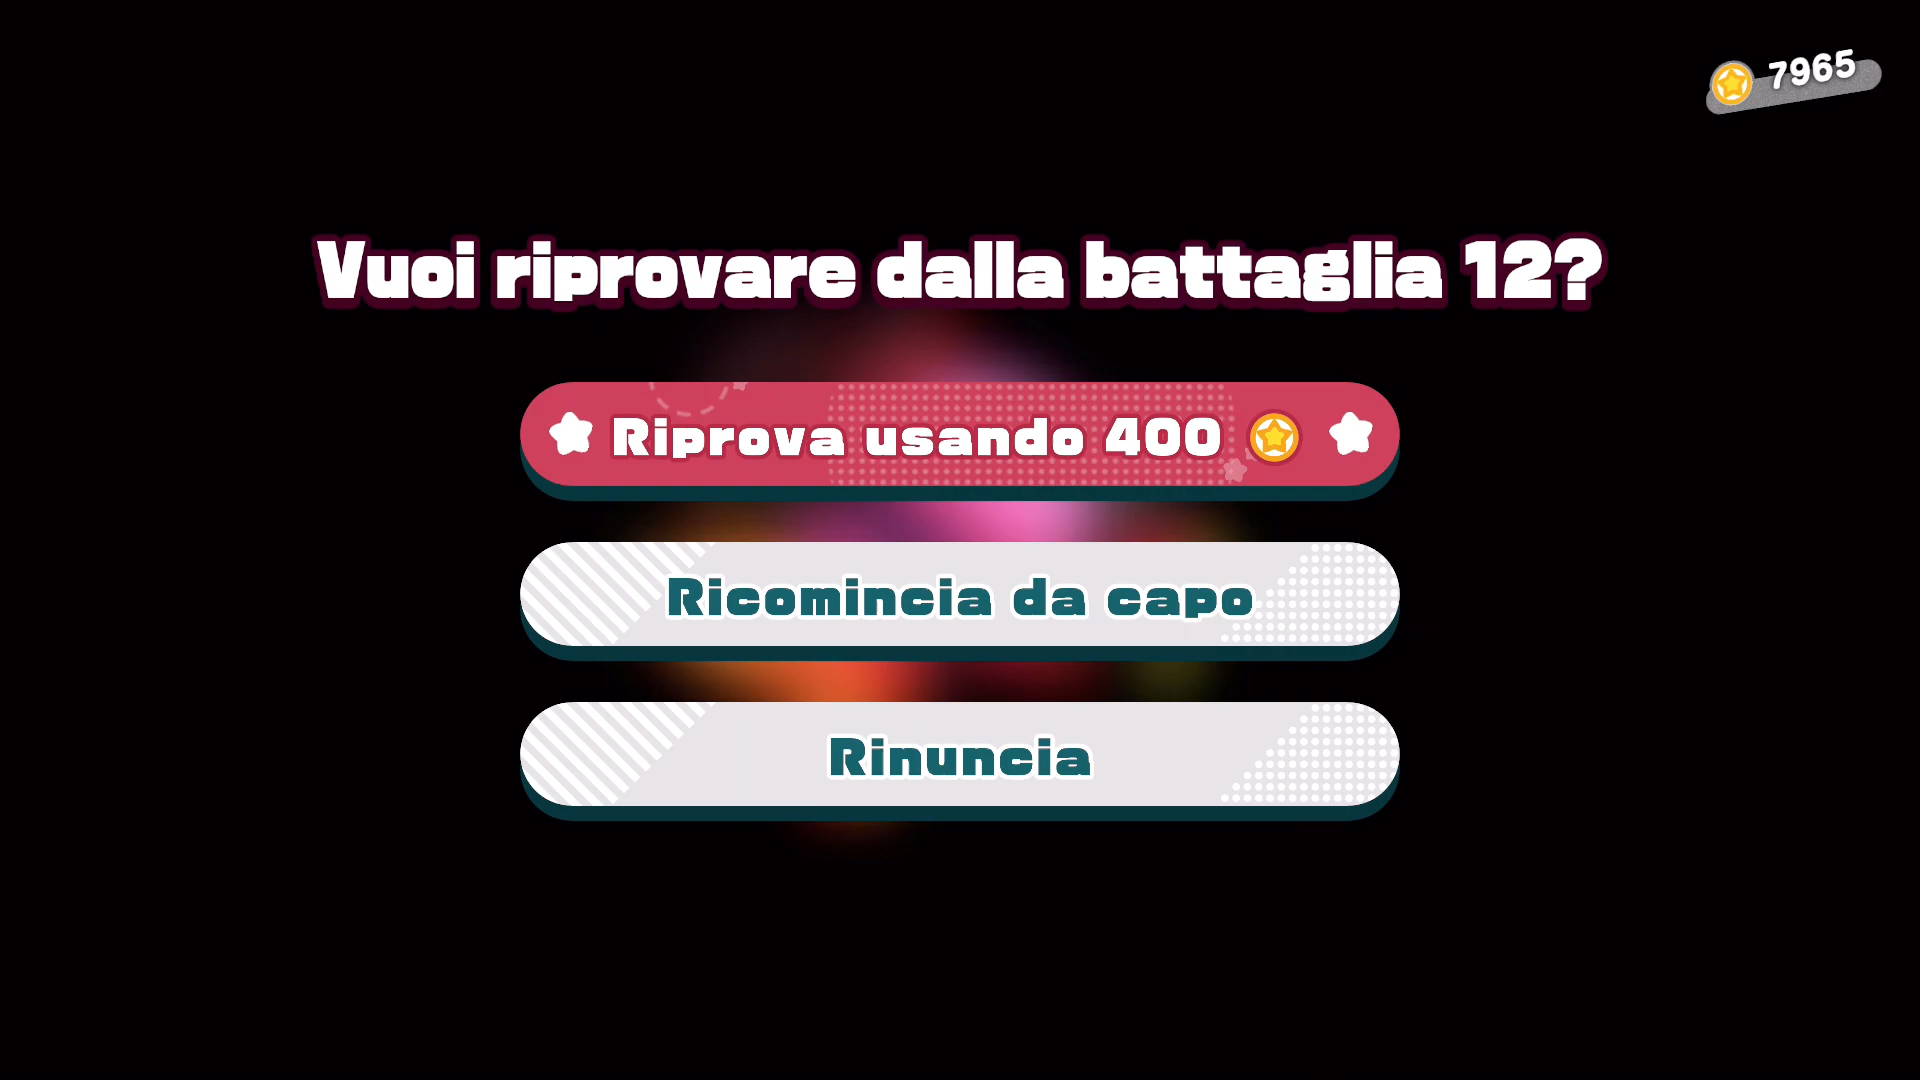 7965
Vuoi riprovare dalla battaglia 12?
Riprova usando 400
Ricomincia da capo
Rinuncia